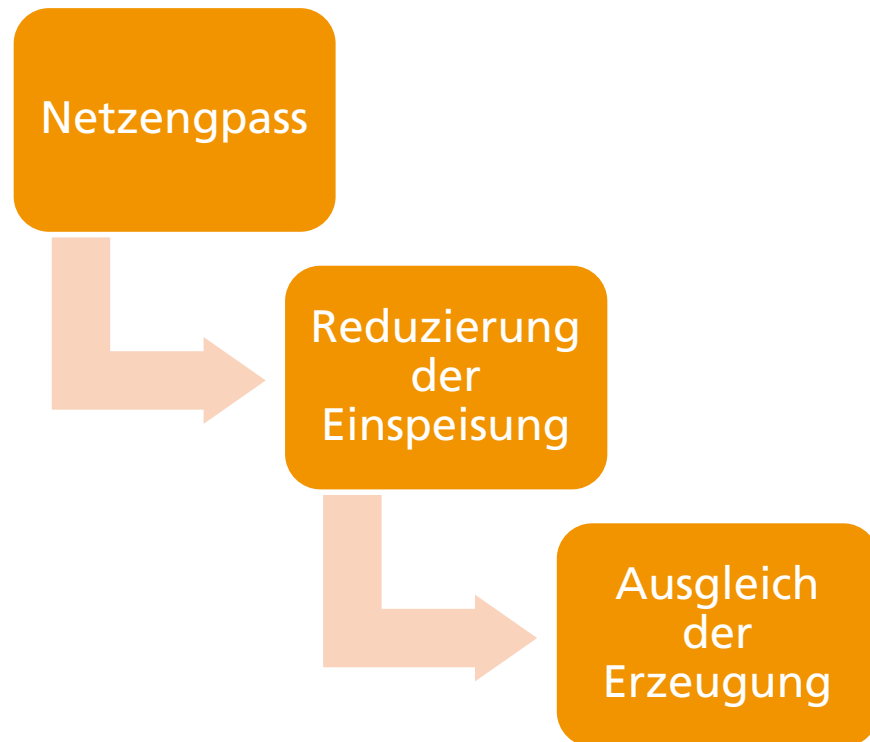 Netzengpass
Reduzierung
der
Einspeisung
Ausgleich
der
Erzeugung